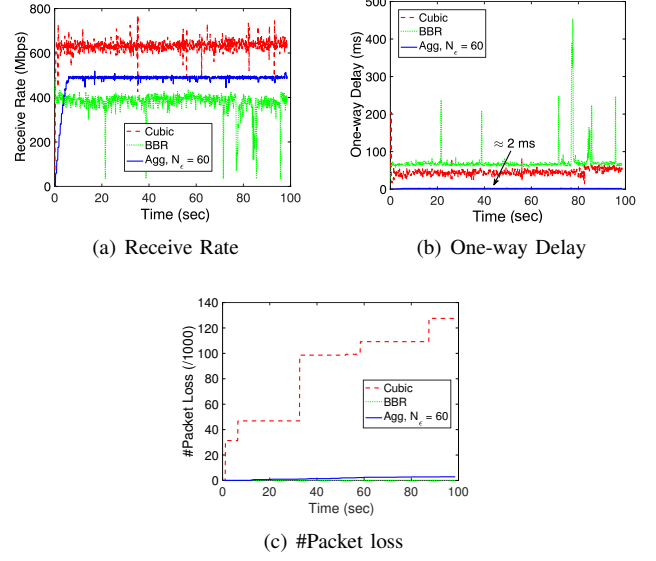 800
600
400
200
0
Receive Rate (Mbps)
Cubic
BBR
Agg, N_ϵ = 60
0 20 40 60 80 100
Time (sec)
(a) Receive Rate
500
400
300
200
100
0
One-way Delay (ms)
Cubic
BBR
Agg, N_ϵ = 60
≈ 2 ms
0 20 40 60 80 100
Time (sec)
(b) One-way Delay
140
120
100
80
60
40
20
0
#Packet Loss (/1000)
Cubic
BBR
Agg, N_ϵ = 60
0 20 40 60 80 100
Time (sec)
(c) #Packet loss